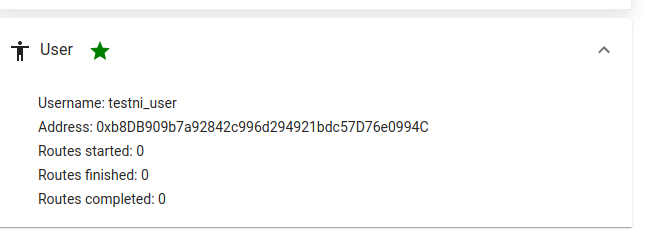 User
Username: testni_user
Address: 0xb8DB909b7a92842c996d294921bdc57D76e0994C
Routes started: 0
Routes finished: 0
Routes completed: 0